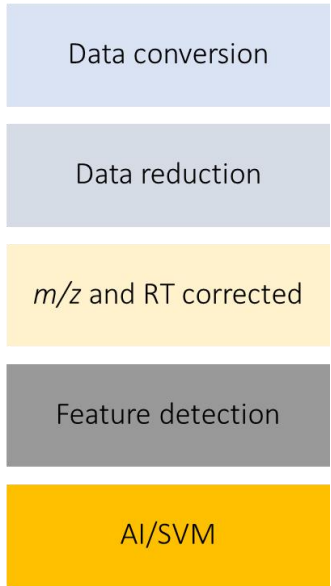 Data conversion
Data reduction
m/z and RT corrected
Feature detection
AI/SVM